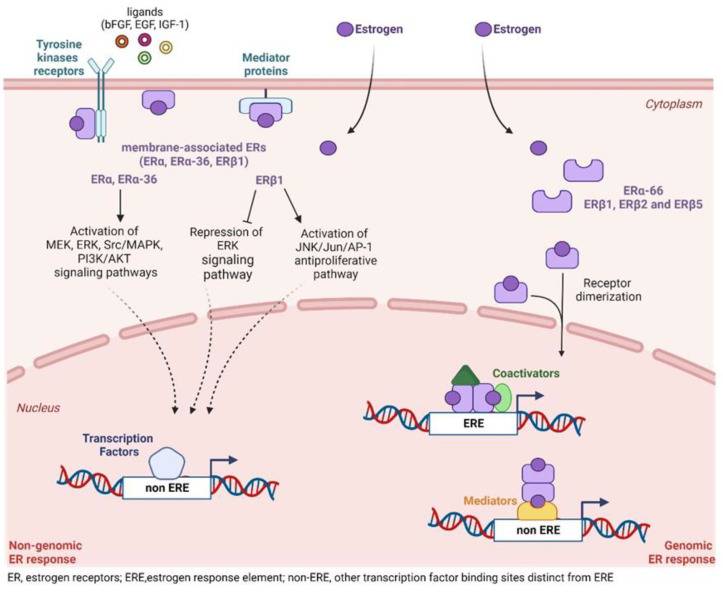 ligands
(bFGF, EGF, IGF-1)
Tyrosine
kinases
receptors
Mediator
proteins
Estrogen
Estrogen
Cytoplasm
membrane-associated ERs
(ERα, ERα-36, ERβ1)
ERα, ERα-36
ERβ1
ERα-66
ERβ1, ERβ2 and ERβ5
Activation of
MEK, ERK, Src/MAPK,
PI3K/AKT
signaling pathways
Repression of
ERK
signaling
pathway
Activation of
JNK/Jun/AP-1
antiproliferative
pathway
Receptor
dimerization
Nucleus
Coactivators
ERE
Transcription
Factors
non ERE
Mediators
non ERE
Non-genomic
ER response
Genomic
ER response
ER, estrogen receptors; ERE,estrogen response element; non-ERE, other transcription factor binding sites distinct from ERE